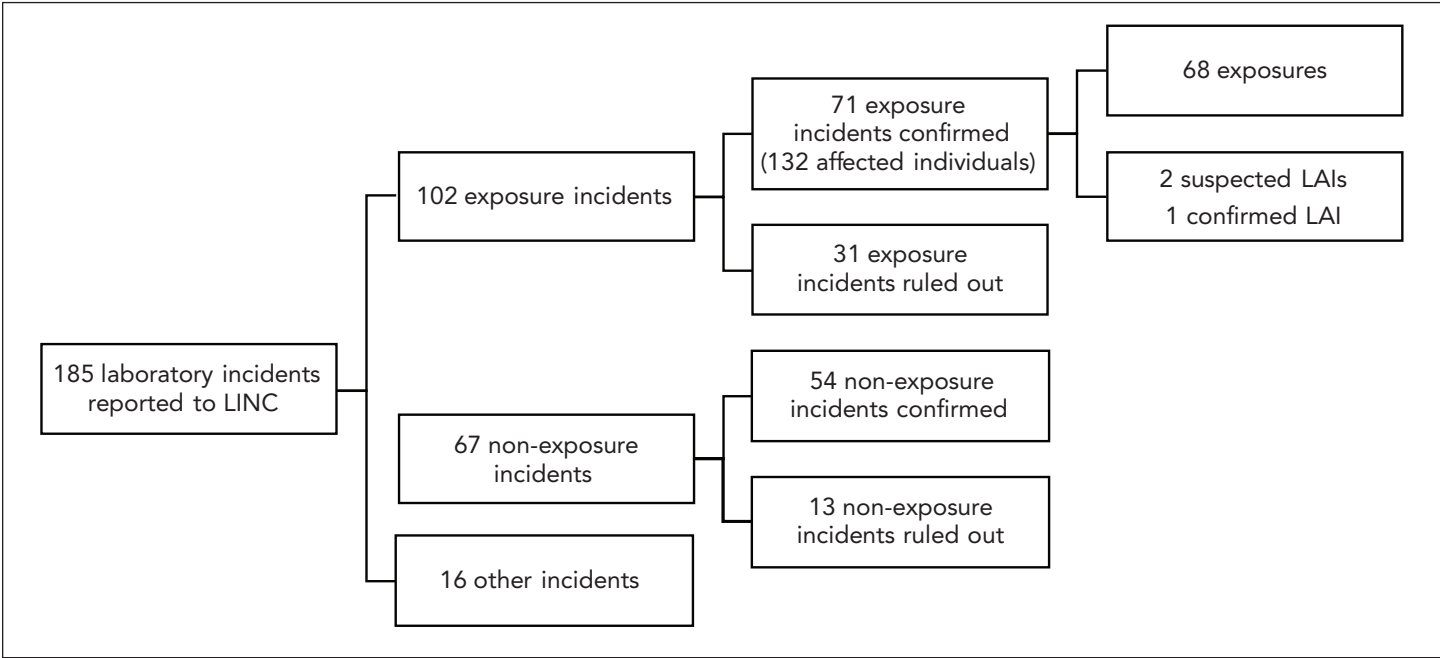 185 laboratory incidents
reported to LINC
102 exposure incidents
67 non-exposure
incidents
16 other incidents
71 exposure
incidents confirmed
(132 affected individuals)
31 exposure
incidents ruled out
54 non-exposure
incidents confirmed
13 non-exposure
incidents ruled out
68 exposures
2 suspected LAIs
1 confirmed LAI